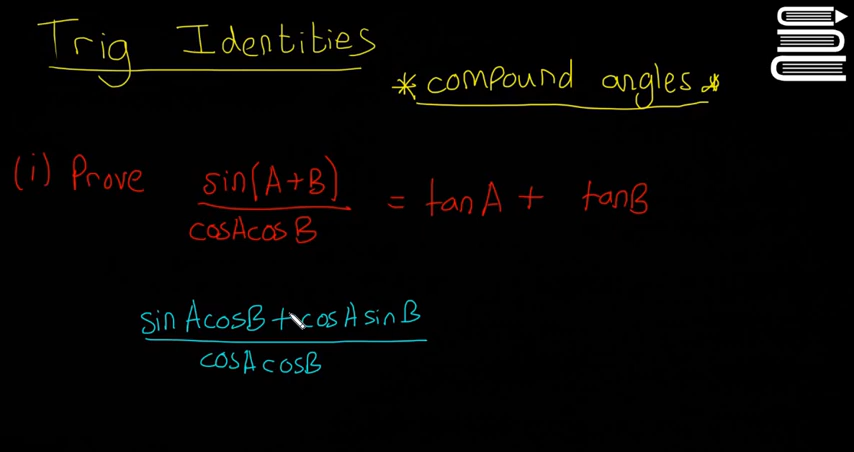 Trig Identities
* compound angles *
(i) Prove sin(A+B) / cosAcosB = tanA + tanB
sinAcosB + cosAsinB / cosAcosB